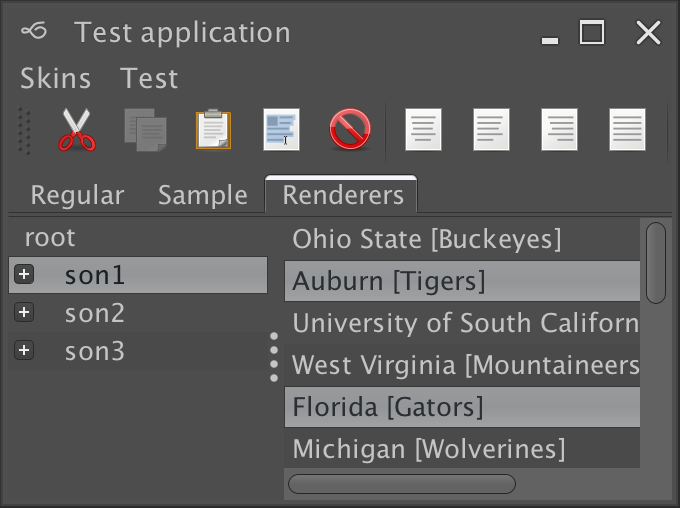 Test application
Skins Test
Regular Sample Renderers
root
son1
son2
son3
Ohio State [Buckeyes]
Auburn [Tigers]
University of South Californ
West Virginia [Mountaineers
Florida [Gators]
Michigan [Wolverines]